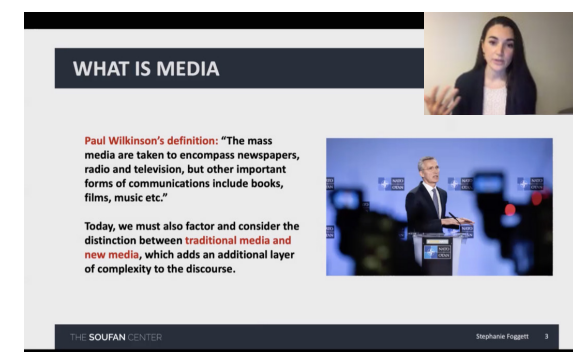 WHAT IS MEDIA
Paul Wilkinson's definition: “The mass
media are taken to encompass newspapers,
radio and television, but other important
forms of communications include books,
films, music etc.”
Today, we must also factor and consider the
distinction between traditional media and
new media, which adds an additional layer
of complexity to the discourse.
THE SOUFAN CENTER
Stephanie Foggett 3